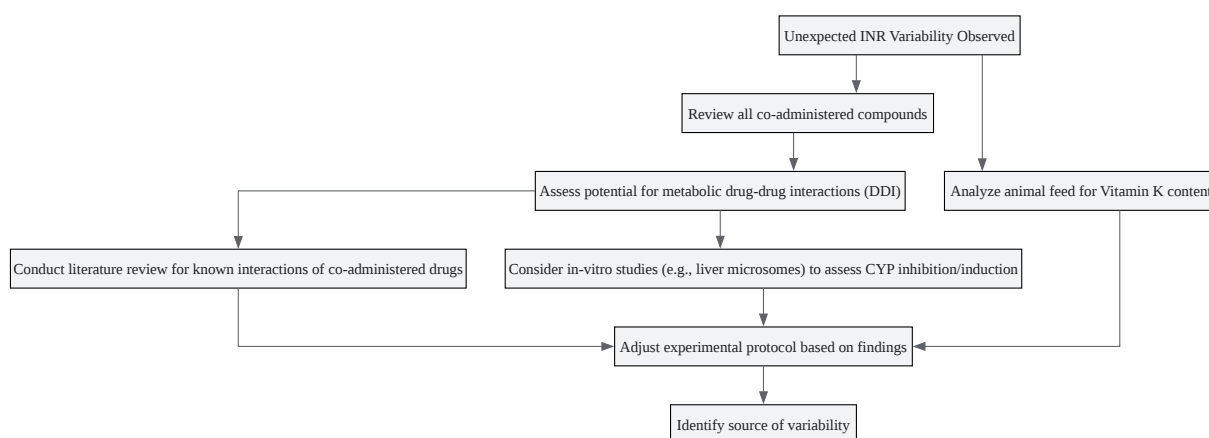 Unexpected INR Variability Observed
Review all co-administered compounds
Assess potential for metabolic drug-drug interactions (DDI)
Analyze animal feed for Vitamin K content
Conduct literature review for known interactions of co-administered drugs
Consider in-vitro studies (e.g., liver microsomes) to assess CYP inhibition/induction
Adjust experimental protocol based on findings
Identify source of variability